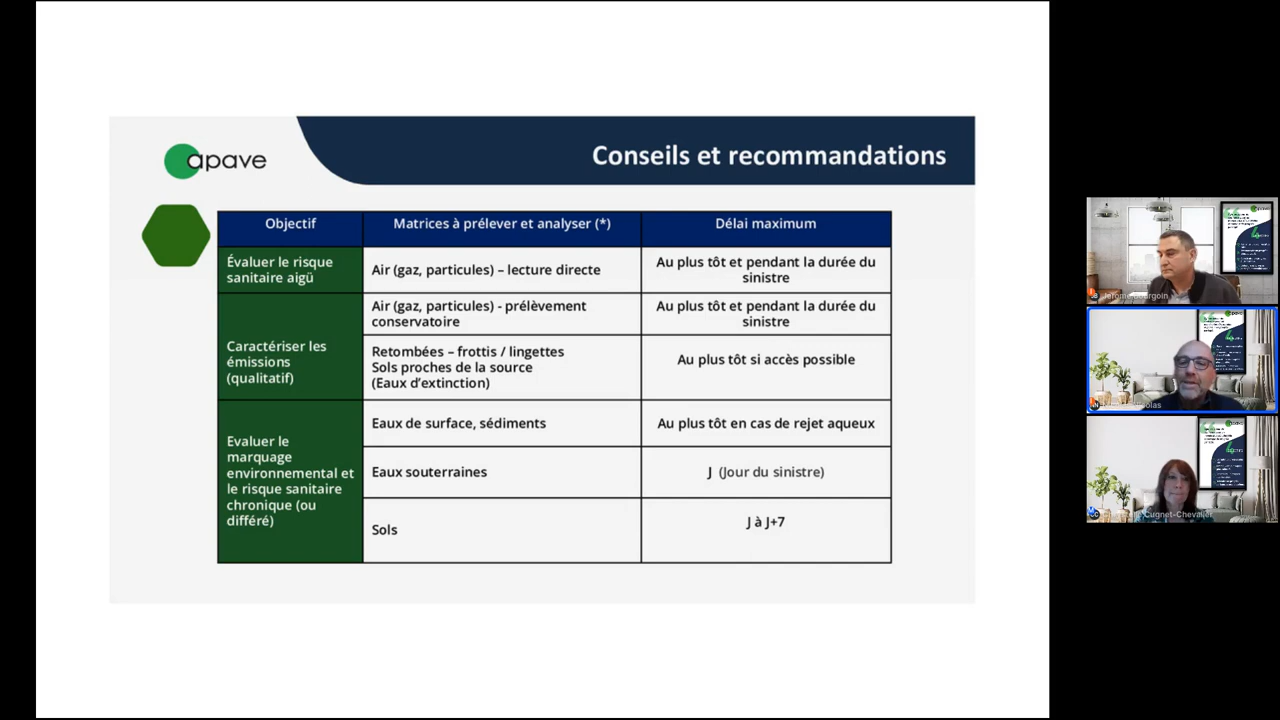 apave
Conseils et recommandations
Objectif
Matrices à prélever et analyser (*)
Délai maximum
Évaluer le risque
sanitaire aigü
Air (gaz, particules) – lecture directe
Au plus tôt et pendant la durée du
sinistre
Caractériser les
émissions
(qualitatif)
Air (gaz, particules) - prélèvement
conservatoire
Au plus tôt et pendant la durée du
sinistre
Retombées – frottis / lingettes
Sols proches de la source
(Eaux d’extinction)
Au plus tôt si accès possible
Evaluer le
marquage
environnemental et
le risque sanitaire
chronique (ou
différé)
Eaux de surface, sédiments
Au plus tôt en cas de rejet aqueux
Eaux souterraines
J (Jour du sinistre)
Sols
J à J+7
Cugnet-Chevalier